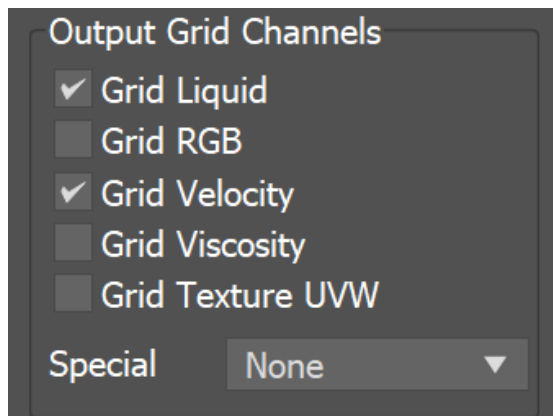 Output Grid Channels
Grid Liquid
Grid RGB
Grid Velocity
Grid Viscosity
Grid Texture UVW
Special None